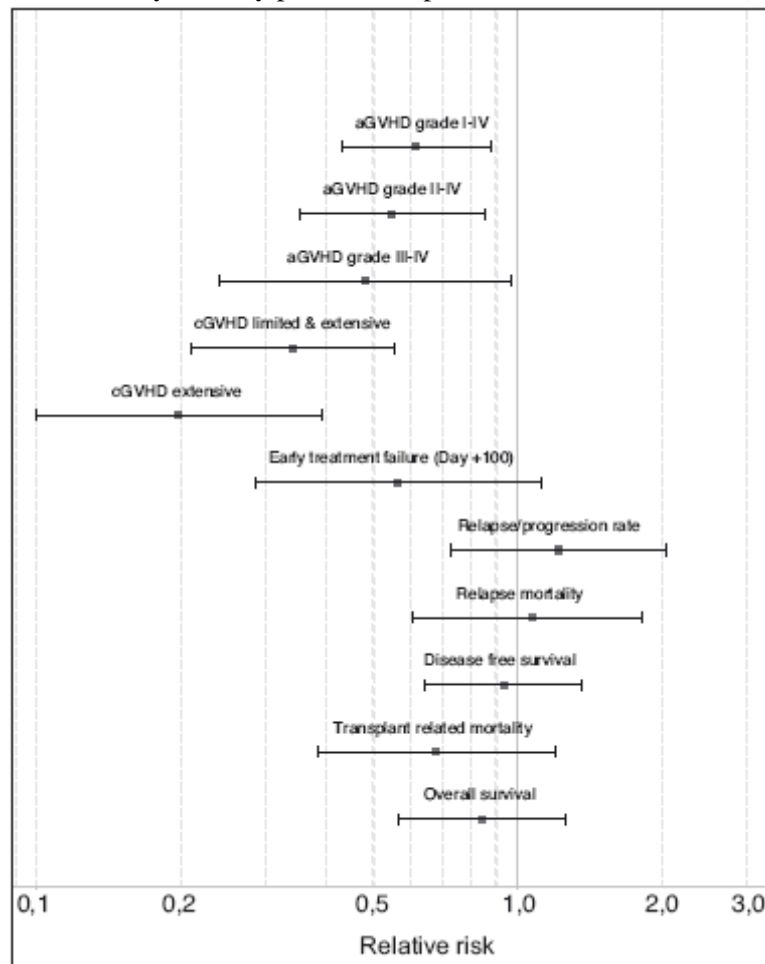 aGVHD grade I-IV
aGVHD grade II-IV
aGVHD grade III-IV
cGVHD limited & extensive
cGVHD extensive
Early treatment failure (Day +100)
Relapse/progression rate
Relapse mortality
Disease free survival
Transplant related mortality
Overall survival
0,1 0,2 0,5 1,0 2,0 3,0
Relative risk